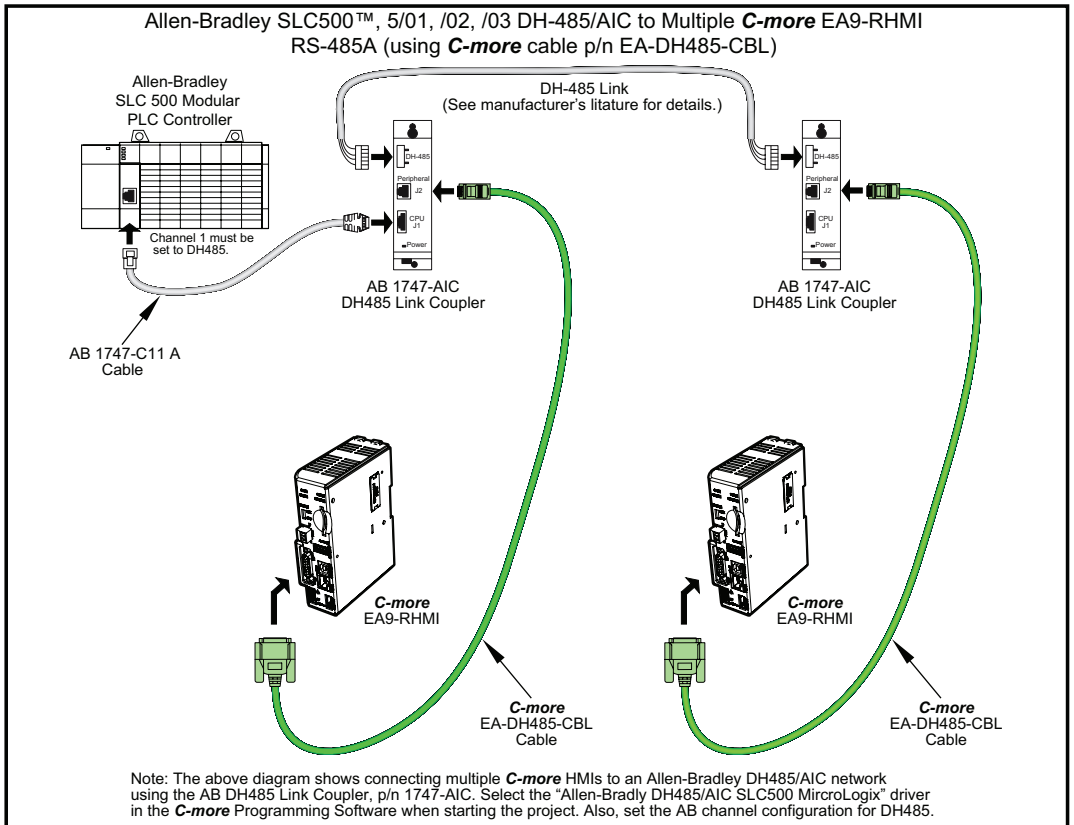 Allen-Bradley SLC500™, 5/01, /02, /03 DH-485/AIC to Multiple C-more EA9-RHMI
RS-485A (using C-more cable p/n EA-DH485-CBL)
DH-485 Link
(See manufacturer's litature for details.)
Allen-Bradley
SLC 500 Modular
PLC Controller
Channel 1 must be
set to DH485.
AB 1747-C11 A
Cable
DH-485
Peripheral
J2
CPU
J1
Power
AB 1747-AIC
DH485 Link Coupler
DH-485
Peripheral
J2
CPU
J1
Power
AB 1747-AIC
DH485 Link Coupler
C-more
EA9-RHMI
C-more
EA9-RHMI
C-more
EA-DH485-CBL
Cable
C-more
EA-DH485-CBL
Cable
Note: The above diagram shows connecting multiple C-more HMIs to an Allen-Bradley DH485/AIC network
using the AB DH485 Link Coupler, p/n 1747-AIC. Select the “Allen-Bradly DH485/AIC SLC500 MircroLogix” driver
in the C-more Programming Software when starting the project. Also, set the AB channel configuration for DH485.